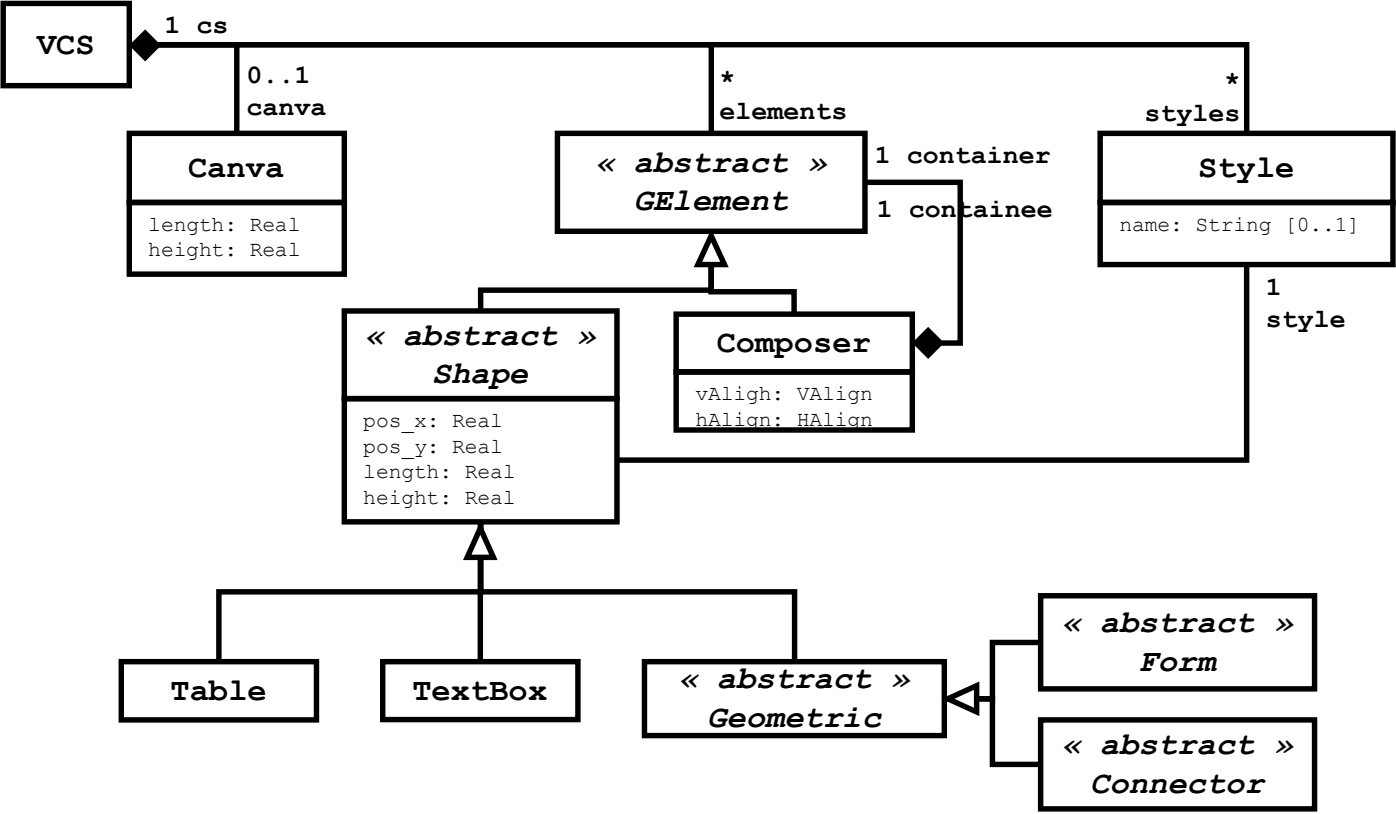 VCS
1 cs
0..1
canva
*
elements
*
styles
Canva
length: Real
height: Real
« abstract »
GElement
1 container
1 containee
Style
name: String [0..1]
1
style
« abstract »
Shape
pos_x: Real
pos_y: Real
length: Real
height: Real
Composer
vAligh: VAlign
hAlign: HAlign
Table
TextBox
« abstract »
Geometric
« abstract »
Form
« abstract »
Connector